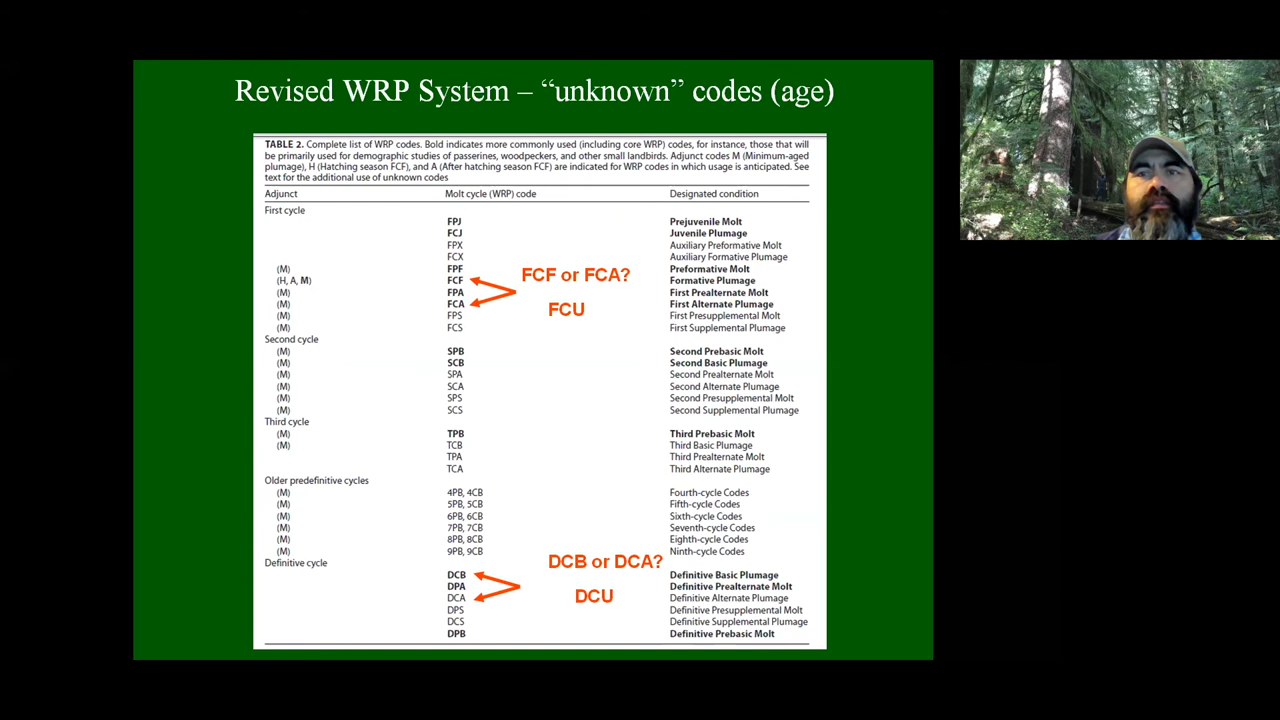 Revised WRP System – “unknown” codes (age)
TABLE 2. Complete list of WRP codes. Bold indicates more commonly used (including core WRP) codes, for instance, those that will
be primarily used for demographic studies of passerines, woodpeckers, and other small landbirds. Adjunct codes M (Minimum-aged
plumage), H (Hatching season FCF), and A (After hatching season FCF) are indicated for WRP codes in which usage is anticipated. See
text for the additional use of unknown codes
Adjunct Molt cycle (WRP) code Designated condition
First cycle
FPJ Prejuvenile Molt
FCJ Juvenile Plumage
FPX Auxiliary Preformative Molt
FCX Auxiliary Formative Plumage
(M) FPF Preformative Molt
FCF or FCA?
(H, A, M) FCF Formative Plumage
(M) FPA First Prealternate Molt
(M) FCA First Alternate Plumage
FCU
(M) FPS First Presupplemental Molt
(M) FCS First Supplemental Plumage
Second cycle
(M) SPB Second Prebasic Molt
(M) SCB Second Basic Plumage
(M) SPA Second Prealternate Molt
(M) SCA Second Alternate Plumage
(M) SPS Second Presupplemental Molt
(M) SCS Second Supplemental Plumage
Third cycle
(M) TPB Third Prebasic Molt
(M) TCB Third Basic Plumage
TPA Third Prealternate Molt
TCA Third Alternate Plumage
Older predefinitive cycles
(M) 4PB, 4CB Fourth-cycle Codes
(M) 5PB, 5CB Fifth-cycle Codes
(M) 6PB, 6CB Sixth-cycle Codes
(M) 7PB, 7CB Seventh-cycle Codes
(M) 8PB, 8CB Eighth-cycle Codes
(M) 9PB, 9CB Ninth-cycle Codes
Definitive cycle
DCB or DCA?
DCB Definitive Basic Plumage
DPA Definitive Prealternate Molt
DCU
DCA Definitive Alternate Plumage
DPS Definitive Presupplemental Molt
DCS Definitive Supplemental Plumage
DPB Definitive Prebasic Molt